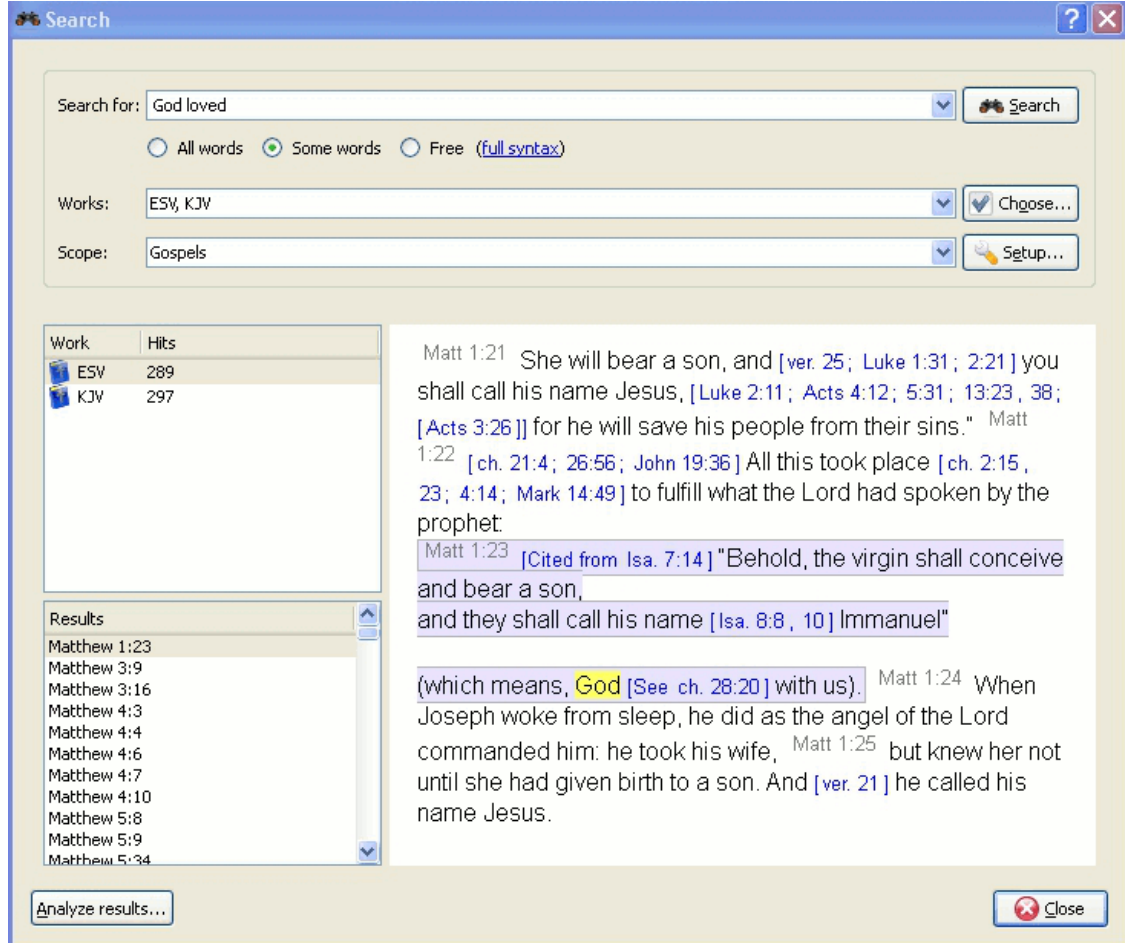 Search
Search for: God loved Search
All words Some words Free (full syntax)
Works: ESV, KJV Choose...
Scope: Gospels Setup...
Work Hits
ESV 289
KJV 297
Results
Matthew 1:23
Matthew 3:9
Matthew 3:16
Matthew 4:3
Matthew 4:4
Matthew 4:6
Matthew 4:7
Matthew 4:10
Matthew 5:8
Matthew 5:9
Matthew 5:34
Matt 1:21 She will bear a son, and [ver. 25; Luke 1:31; 2:21] you
shall call his name Jesus, [Luke 2:11; Acts 4:12; 5:31; 13:23, 38;
[Acts 3:26]] for he will save his people from their sins." Matt
1:22 [ch. 21:4; 26:56; John 19:36] All this took place [ch. 2:15,
23; 4:14; Mark 14:49] to fulfill what the Lord had spoken by the
prophet:
Matt 1:23 [Cited from Isa. 7:14] "Behold, the virgin shall conceive
and bear a son,
and they shall call his name [Isa. 8:8, 10] Immanuel"
(which means, God [See ch. 28:20] with us). Matt 1:24 When
Joseph woke from sleep, he did as the angel of the Lord
commanded him: he took his wife, Matt 1:25 but knew her not
until she had given birth to a son. And [ver. 21] he called his
name Jesus.
Analyze results... Close